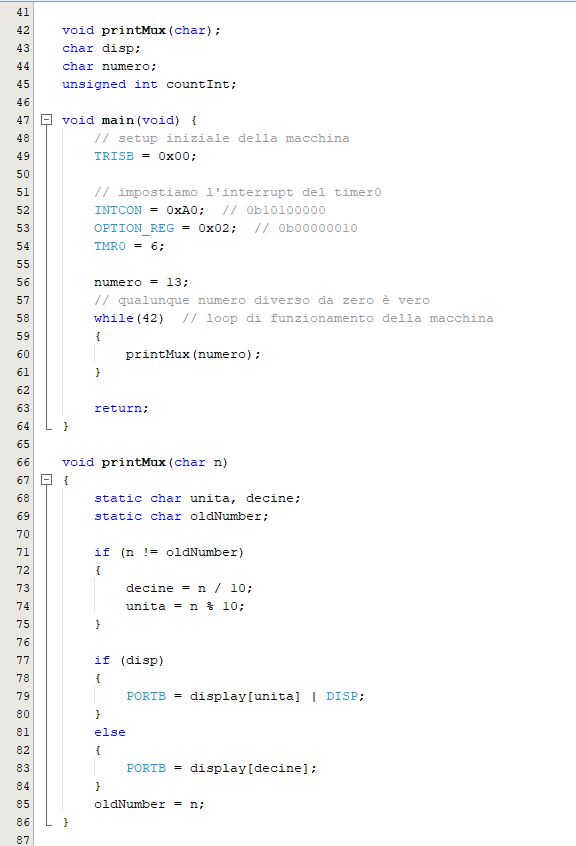 41
42 void printMux(char);
43 char disp;
44 char numero;
45 unsigned int countInt;
46
47 void main(void) {
48 // setup iniziale della macchina
49 TRISB = 0x00;
50
51 // impostiamo l'interrupt del timer0
52 INTCON = 0xA0; // 0b10100000
53 OPTION_REG = 0x02; // 0b00000010
54 TMR0 = 6;
55
56 numero = 13;
57 // qualunque numero diverso da zero è vero
58 while(42) // loop di funzionamento della macchina
59 {
60 printMux(numero);
61 }
62
63 return;
64 }
65
66 void printMux(char n)
67 {
68 static char unita, decine;
69 static char oldNumber;
70
71 if (n != oldNumber)
72 {
73 decine = n / 10;
74 unita = n % 10;
75 }
76
77 if (disp)
78 {
79 PORTB = display[unita] | DISP;
80 }
81 else
82 {
83 PORTB = display[decine];
84 }
85 oldNumber = n;
86 }
87